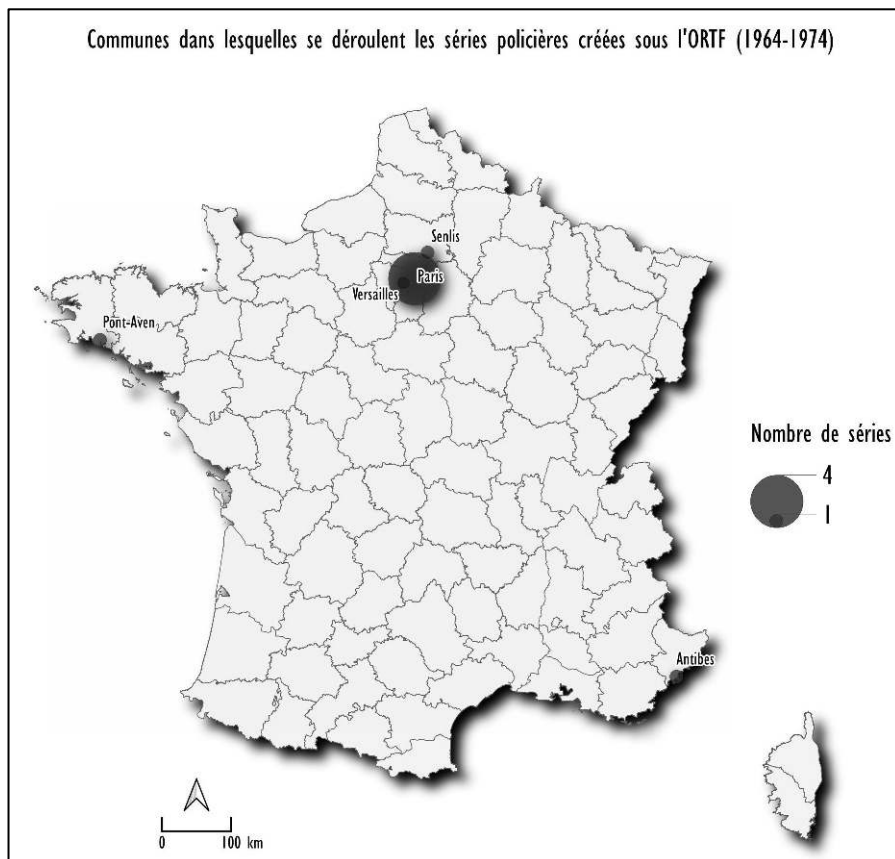 Communes dans lesquelles se déroulent les séries policières créées sous l'ORTF (1964-1974)
Senlis
Paris
Versailles
Pont-Aven
Nombre de séries
4
1
Antibes
0 100 km